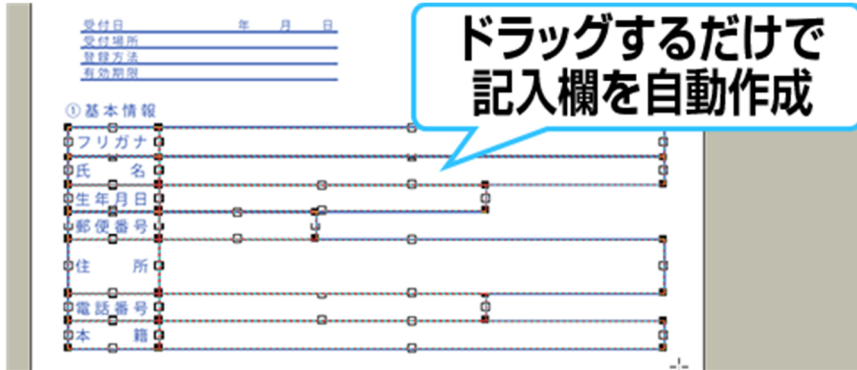 受付日 年 月 日
受付場所
登録方法
有効期限
ドラッグするだけで
記入欄を自動作成
①基本情報
フリガナ
氏 名
生年月日
郵便番号
住 所
電話番号
本 籍